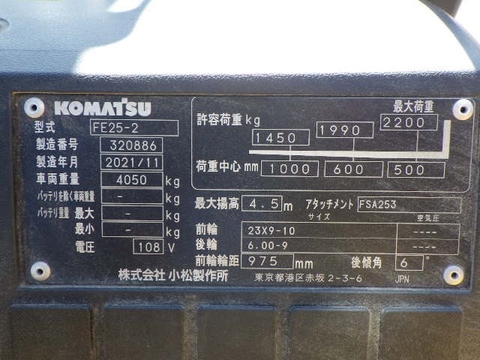 KOMATSU
型式 FE25-2
製造番号 320886
製造年月 2021/11
車両重量 4050 kg
バッテリを除く車両重量 - kg
バッテリ重量 最大 - kg
最小 - kg
電圧 108 V
許容荷重 kg 1450 1990 最大荷重 2200
荷重中心 mm 1000 600 500
最大揚高 4.5 m アタッチメント FSA253
サイズ 空気圧
前輪 23X9-10 ----
後輪 6.00-9 ----
前輪輪距 975 mm 後傾角 6°
株式会社 小松製作所 東京都港区赤坂2-3-6 JPN